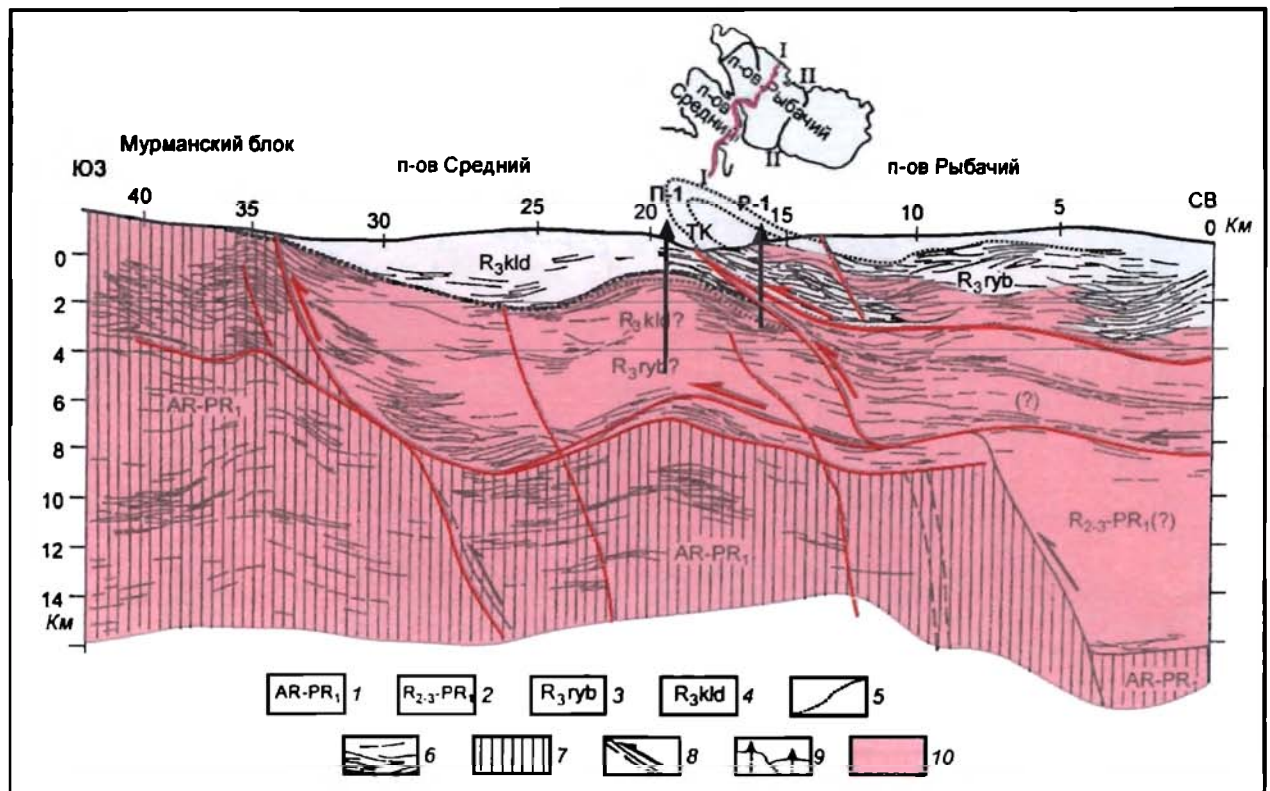 I
II
п-ов Рыбачий
п-ов
Средний
II
I
Мурманский блок
п-ов Средний
п-ов Рыбачий
ЮЗ
СВ
40 35 30 25 20 15 10 5 0 Км
П-1 Р-1
ТК
0
2
4
6
8
10
12
14
Км
R₃kld
R₃ryb
R₃kld?
R₃ryb?
(?)
AR-PR₁
R₂₋₃-PR₁(?)
AR-PR₁
AR-PR₁
AR-PR₁ 1 R₂₋₃-PR₁ 2 R₃ryb 3 R₃kld 4 5
6 7 8 9 10